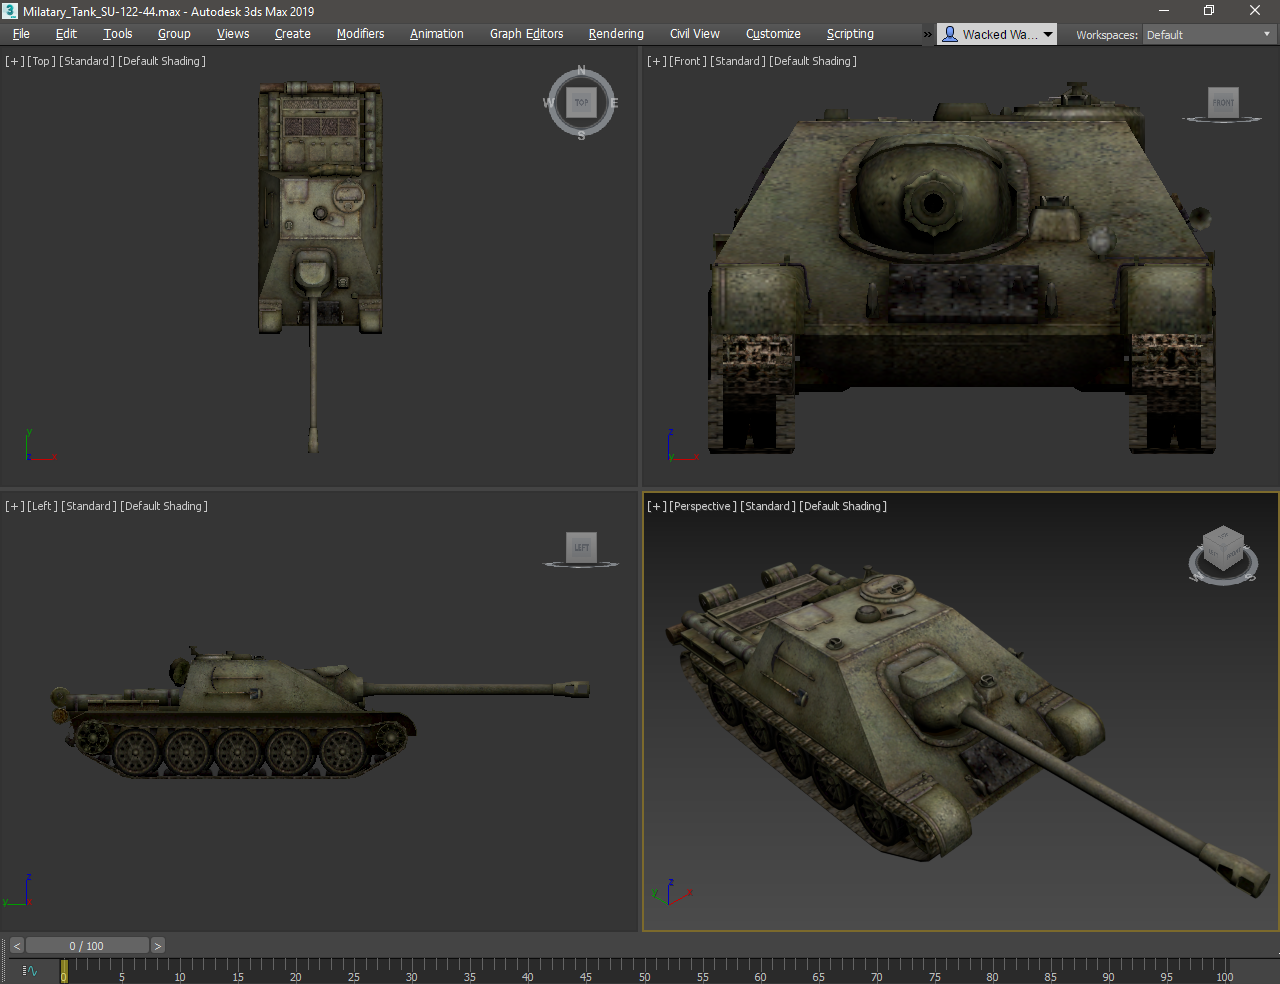 Milatary_Tank_SU-122-44.max - Autodesk 3ds Max 2019
File Edit Tools Group Views Create Modifiers Animation Graph Editors Rendering Civil View Customize Scripting » Wacked Wa... Workspaces: Default
[+] [Top] [Standard] [Default Shading]
N
W TOP E
S
y
z x
[+] [Front] [Standard] [Default Shading]
FRONT
z
y x
[+] [Left] [Standard] [Default Shading]
LEFT
z
y x
[+] [Perspective] [Standard] [Default Shading]
W S
z
y x
< 0 / 100 >
0 5 10 15 20 25 30 35 40 45 50 55 60 65 70 75 80 85 90 95 100